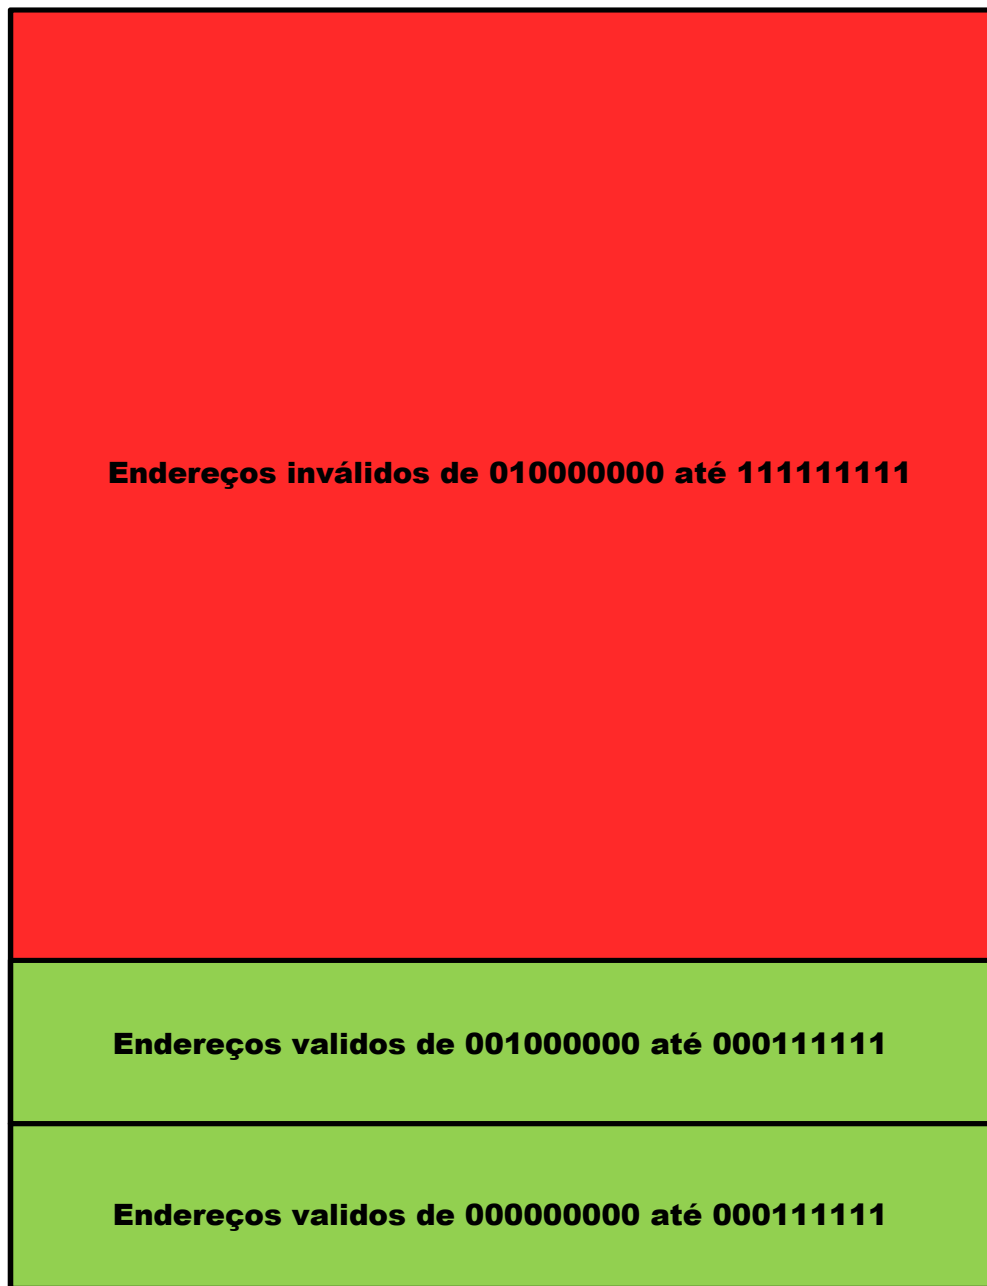 Endereços inválidos de 010000000 até 111111111
Endereços validos de 001000000 até 000111111
Endereços validos de 000000000 até 000111111